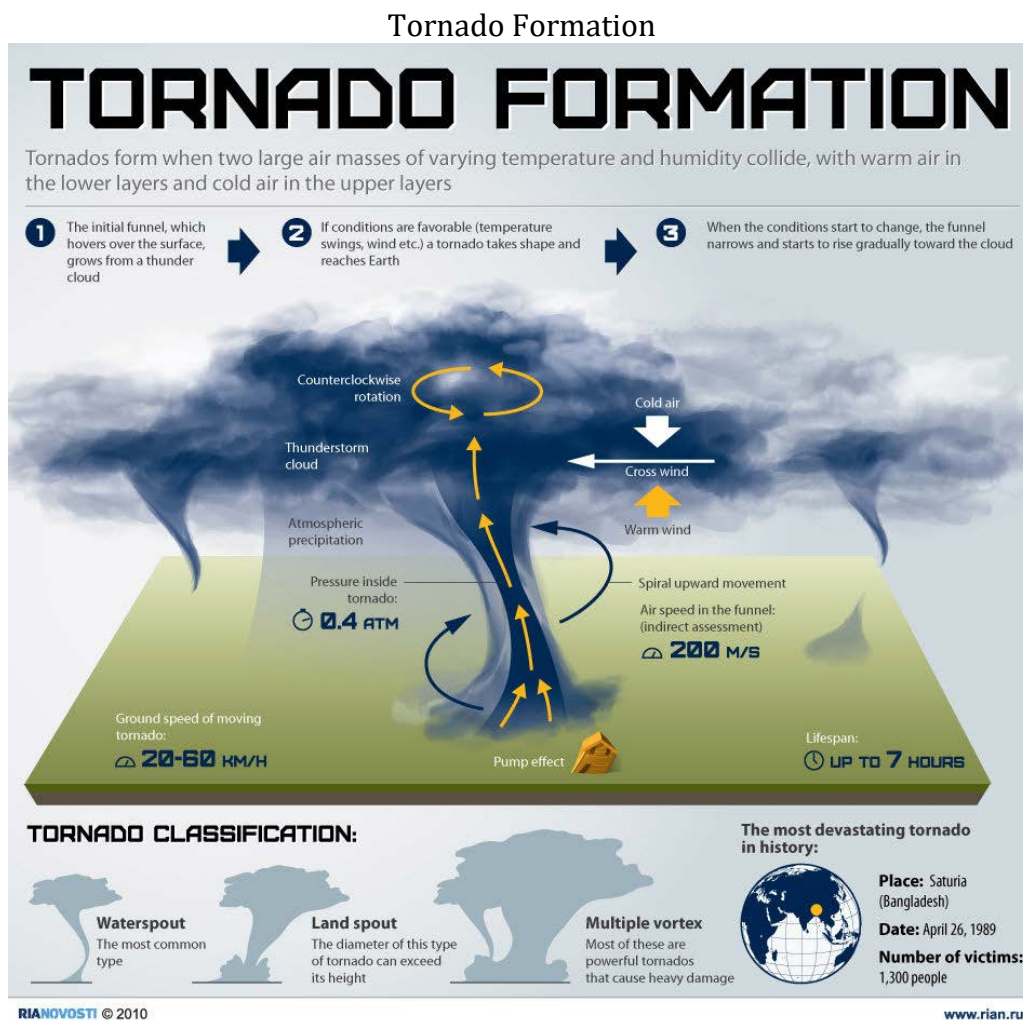 Tornado Formation
TORNADO FORMATION
Tornados form when two large air masses of varying temperature and humidity collide, with warm air in
the lower layers and cold air in the upper layers
1
The initial funnel, which
hovers over the surface,
grows from a thunder
cloud
2
If conditions are favorable (temperature
swings, wind etc.) a tornado takes shape and
reaches Earth
3
When the conditions start to change, the funnel
narrows and starts to rise gradually toward the cloud
Counterclockwise
rotation
Cold air
Thunderstorm
cloud
Cross wind
Atmospheric
precipitation
Warm wind
Pressure inside
tornado:
0.4 ATM
Spiral upward movement
Air speed in the funnel:
(indirect assessment)
200 M/S
Ground speed of moving
tornado:
20-60 KM/H
Pump effect
Lifespan:
UP TO 7 HOURS
TORNADO CLASSIFICATION:
Waterspout
The most common
type
Land spout
The diameter of this type
of tornado can exceed
its height
Multiple vortex
Most of these are
powerful tornados
that cause heavy damage
The most devastating tornado
in history:
Place: Saturia
(Bangladesh)
Date: April 26, 1989
Number of victims:
1,300 people
RIANOVOSTI © 2010
www.rian.ru